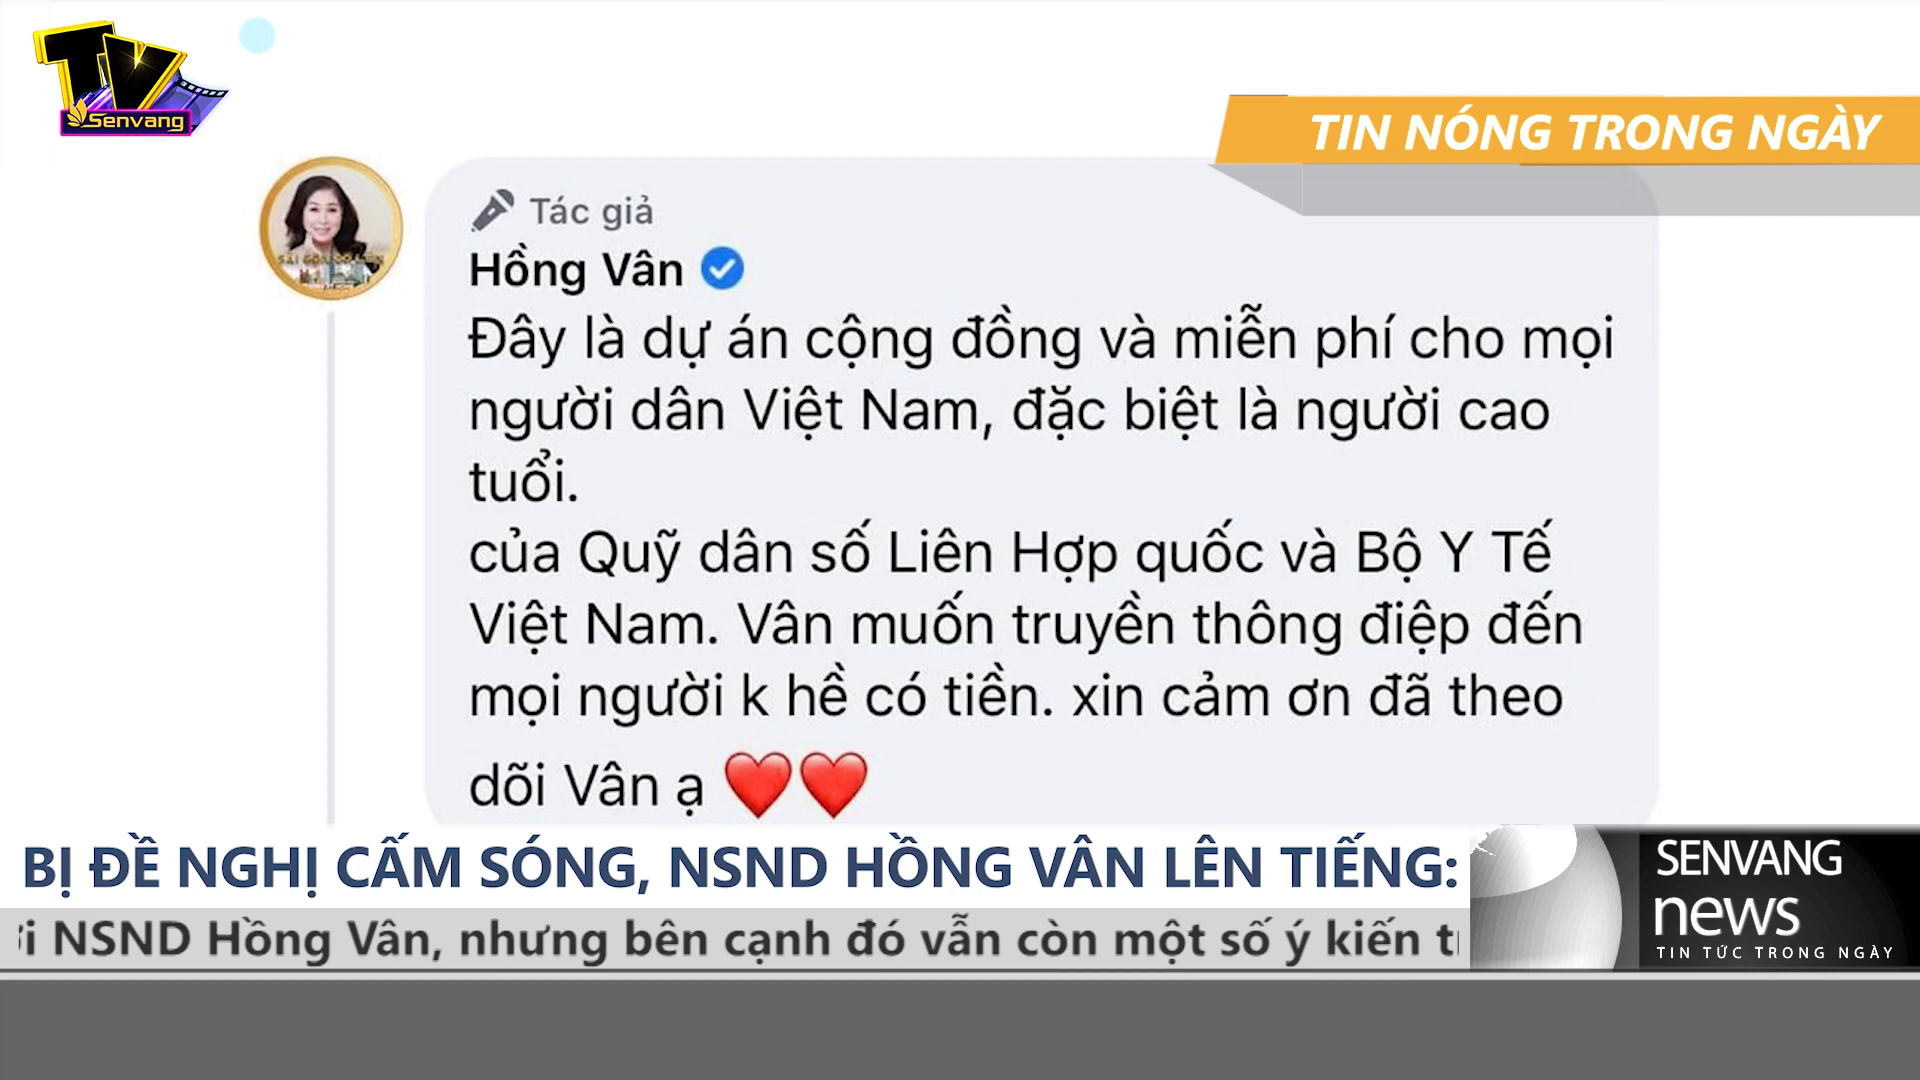 TV
Senvang
TIN NÓNG TRONG NGÀY
Tác giả
Hồng Vân
Đây là dự án cộng đồng và miễn phí cho mọi
người dân Việt Nam, đặc biệt là người cao
tuổi.
của Quỹ dân số Liên Hợp quốc và Bộ Y Tế
Việt Nam. Vân muốn truyền thông điệp đến
mọi người k hề có tiền. xin cảm ơn đã theo
dõi Vân ạ ❤️❤️
BỊ ĐỀ NGHỊ CẤM SÓNG, NSND HỒNG VÂN LÊN TIẾNG:
NSND Hồng Vân, nhưng bên cạnh đó vẫn còn một số ý kiến
SENVANG
news
TIN TỨC TRONG NGÀY